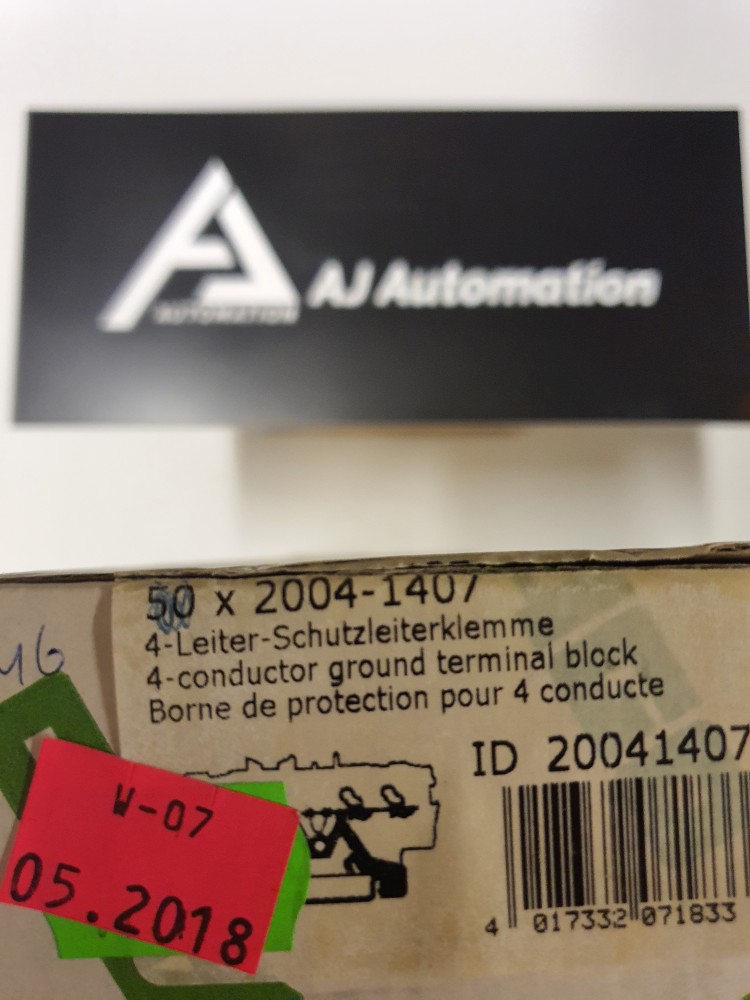 AJ Automation
AUTOMATION
50 x 2004-1407
4-Leiter-Schutzleiterklemme
4-conductor ground terminal block
Borne de protection pour 4 conducte
ID 20041407
W-07
05.2018
4 017332 071833